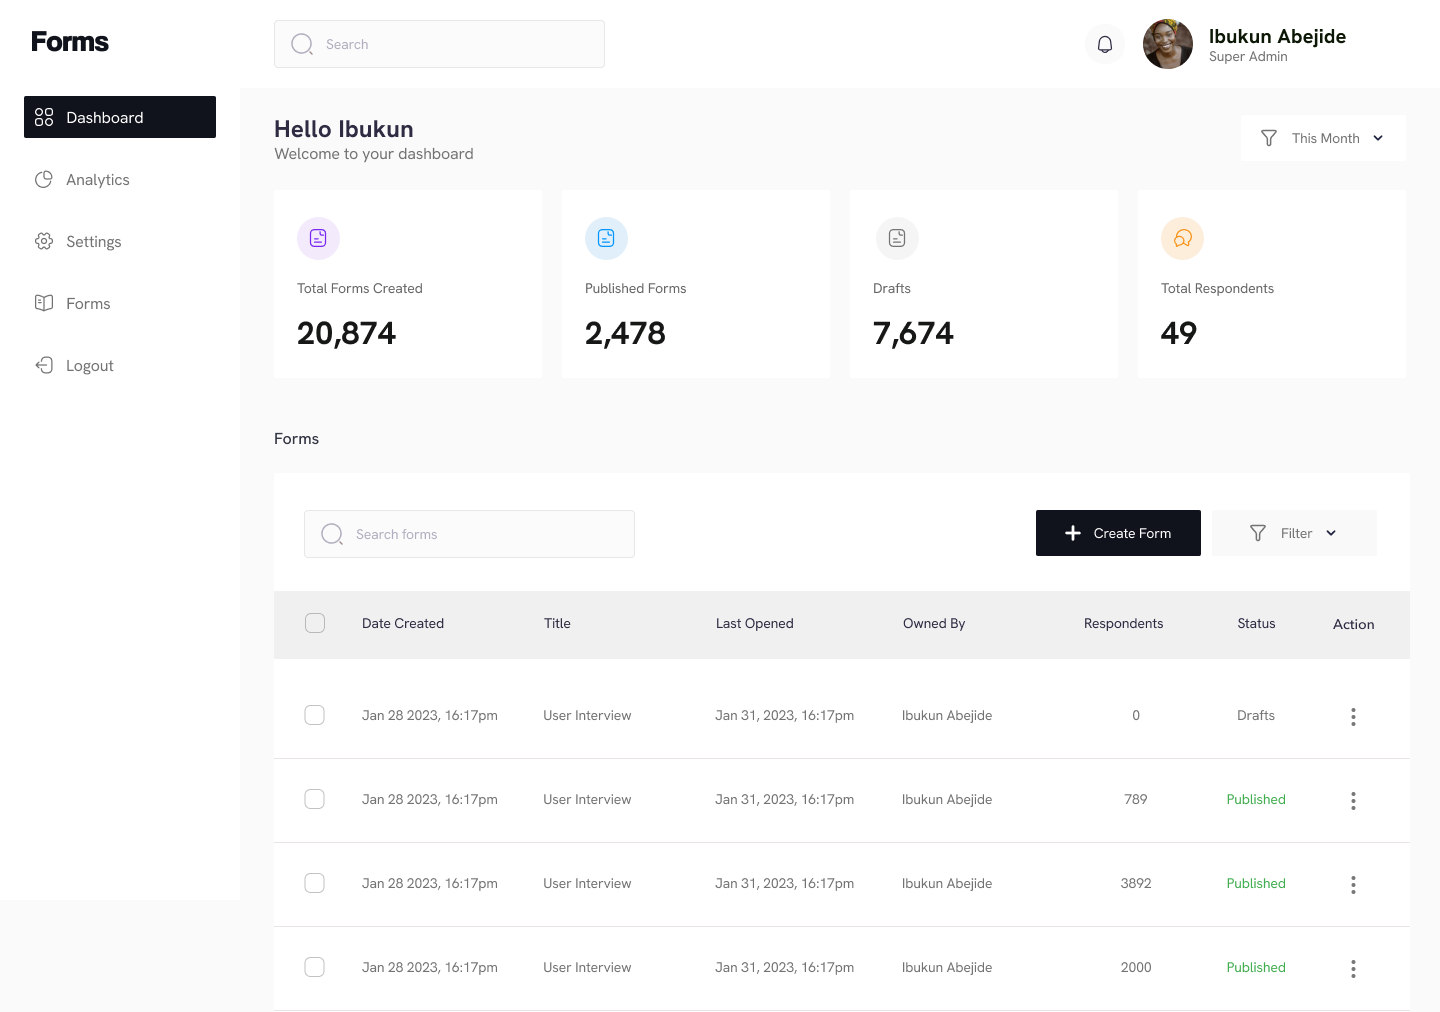 Forms
Search
Ibukun Abejide
Super Admin
Dashboard
Analytics
Settings
Forms
Logout
Hello Ibukun
Welcome to your dashboard
This Month
Total Forms Created
20,874
Published Forms
2,478
Drafts
7,674
Total Respondents
49
Forms
Search forms
Create Form
Filter
Date Created Title Last Opened Owned By Respondents Status Action
Jan 28 2023, 16:17pm User Interview Jan 31, 2023, 16:17pm Ibukun Abejide 0 Drafts
Jan 28 2023, 16:17pm User Interview Jan 31, 2023, 16:17pm Ibukun Abejide 789 Published
Jan 28 2023, 16:17pm User Interview Jan 31, 2023, 16:17pm Ibukun Abejide 3892 Published
Jan 28 2023, 16:17pm User Interview Jan 31, 2023, 16:17pm Ibukun Abejide 2000 Published